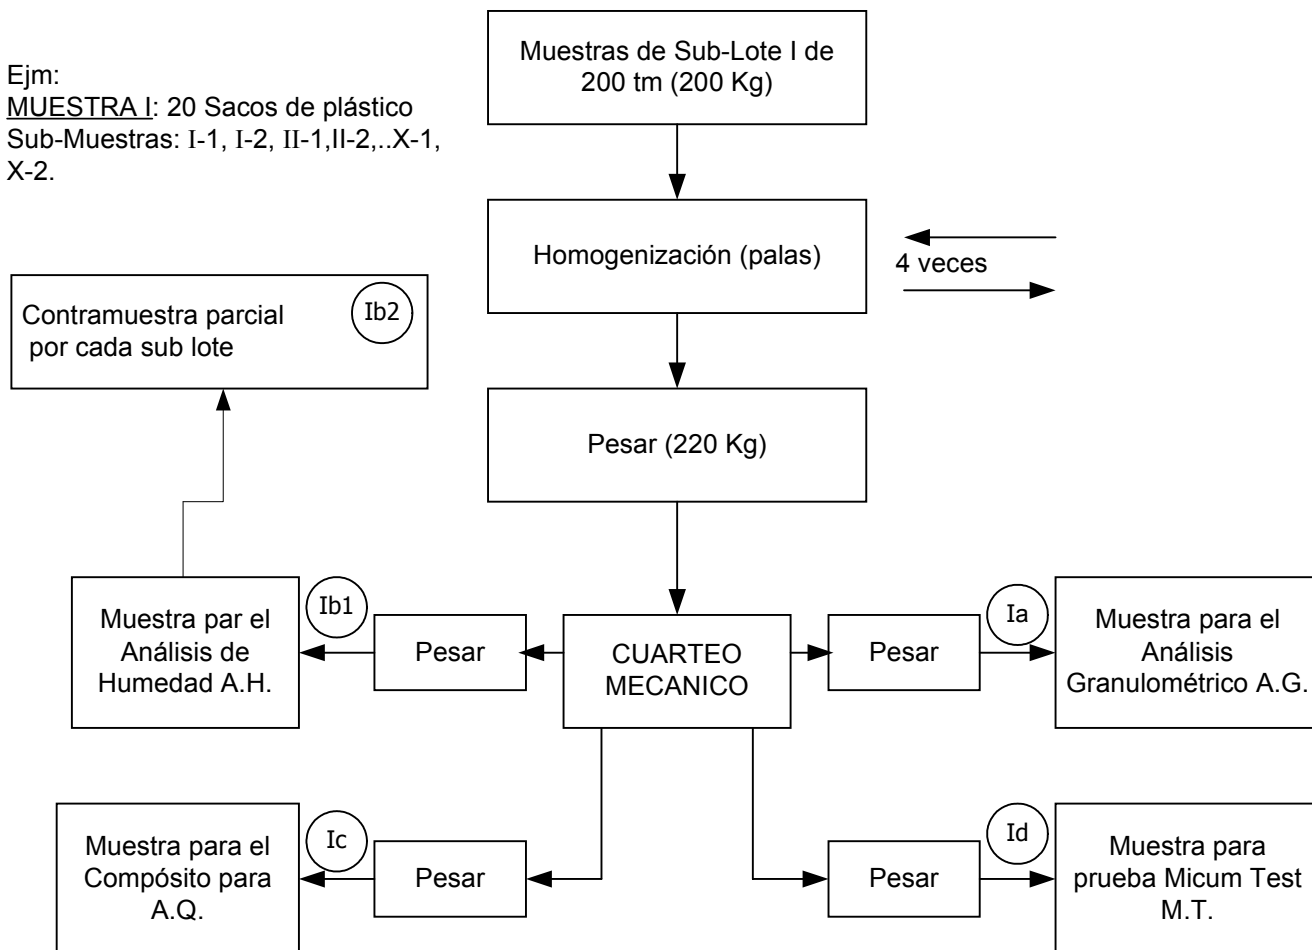 Muestras de Sub-Lote I de
200 tm (200 Kg)
Ejm:
MUESTRA I: 20 Sacos de plástico
Sub-Muestras: I-1, I-2, II-1,II-2,..X-1,
X-2.
Homogenización (palas)
4 veces
Contramuestra parcial
por cada sub lote
Ib2
Pesar (220 Kg)
Muestra par el
Análisis de
Humedad A.H.
Ib1
Pesar
CUARTEO
MECANICO
Pesar
Ia
Muestra para el
Análisis
Granulométrico A.G.
Muestra para el
Compósito para
A.Q.
Ic
Pesar
Pesar
Id
Muestra para
prueba Micum Test
M.T.